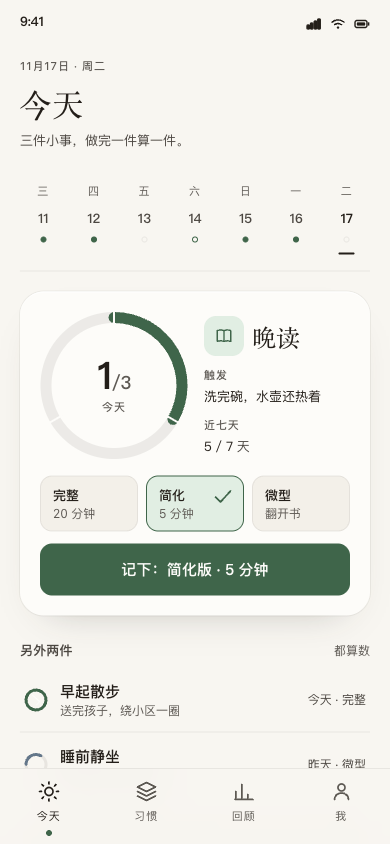 9:41
11月17日 · 周二
今天
三件小事，做完一件算一件。
三 四 五 六 日 一 二
11 12 13 14 15 16 17
1/3
今天
晚读
触发
洗完碗，水壶还热着
近七天
5 / 7 天
完整 简化 微型
20 分钟 5 分钟 翻开书
记下：简化版 · 5 分钟
另外两件 都算数
早起散步
送完孩子，绕小区一圈
今天 · 完整
睡前静坐
昨天 · 微型
今天 习惯 回顾 我